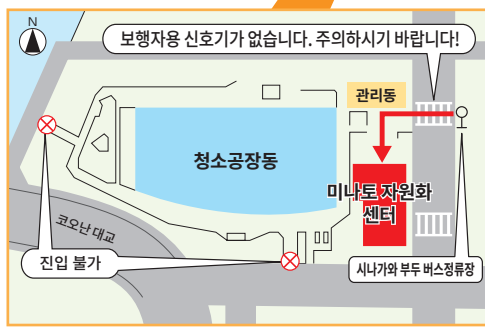 N
보행자용 신호기가 없습니다. 주의하시기 바랍니다!
관리동
청소공장동
미나토 자원화
센터
코오난 대교
진입 불가
시나가와 부두 버스정류장